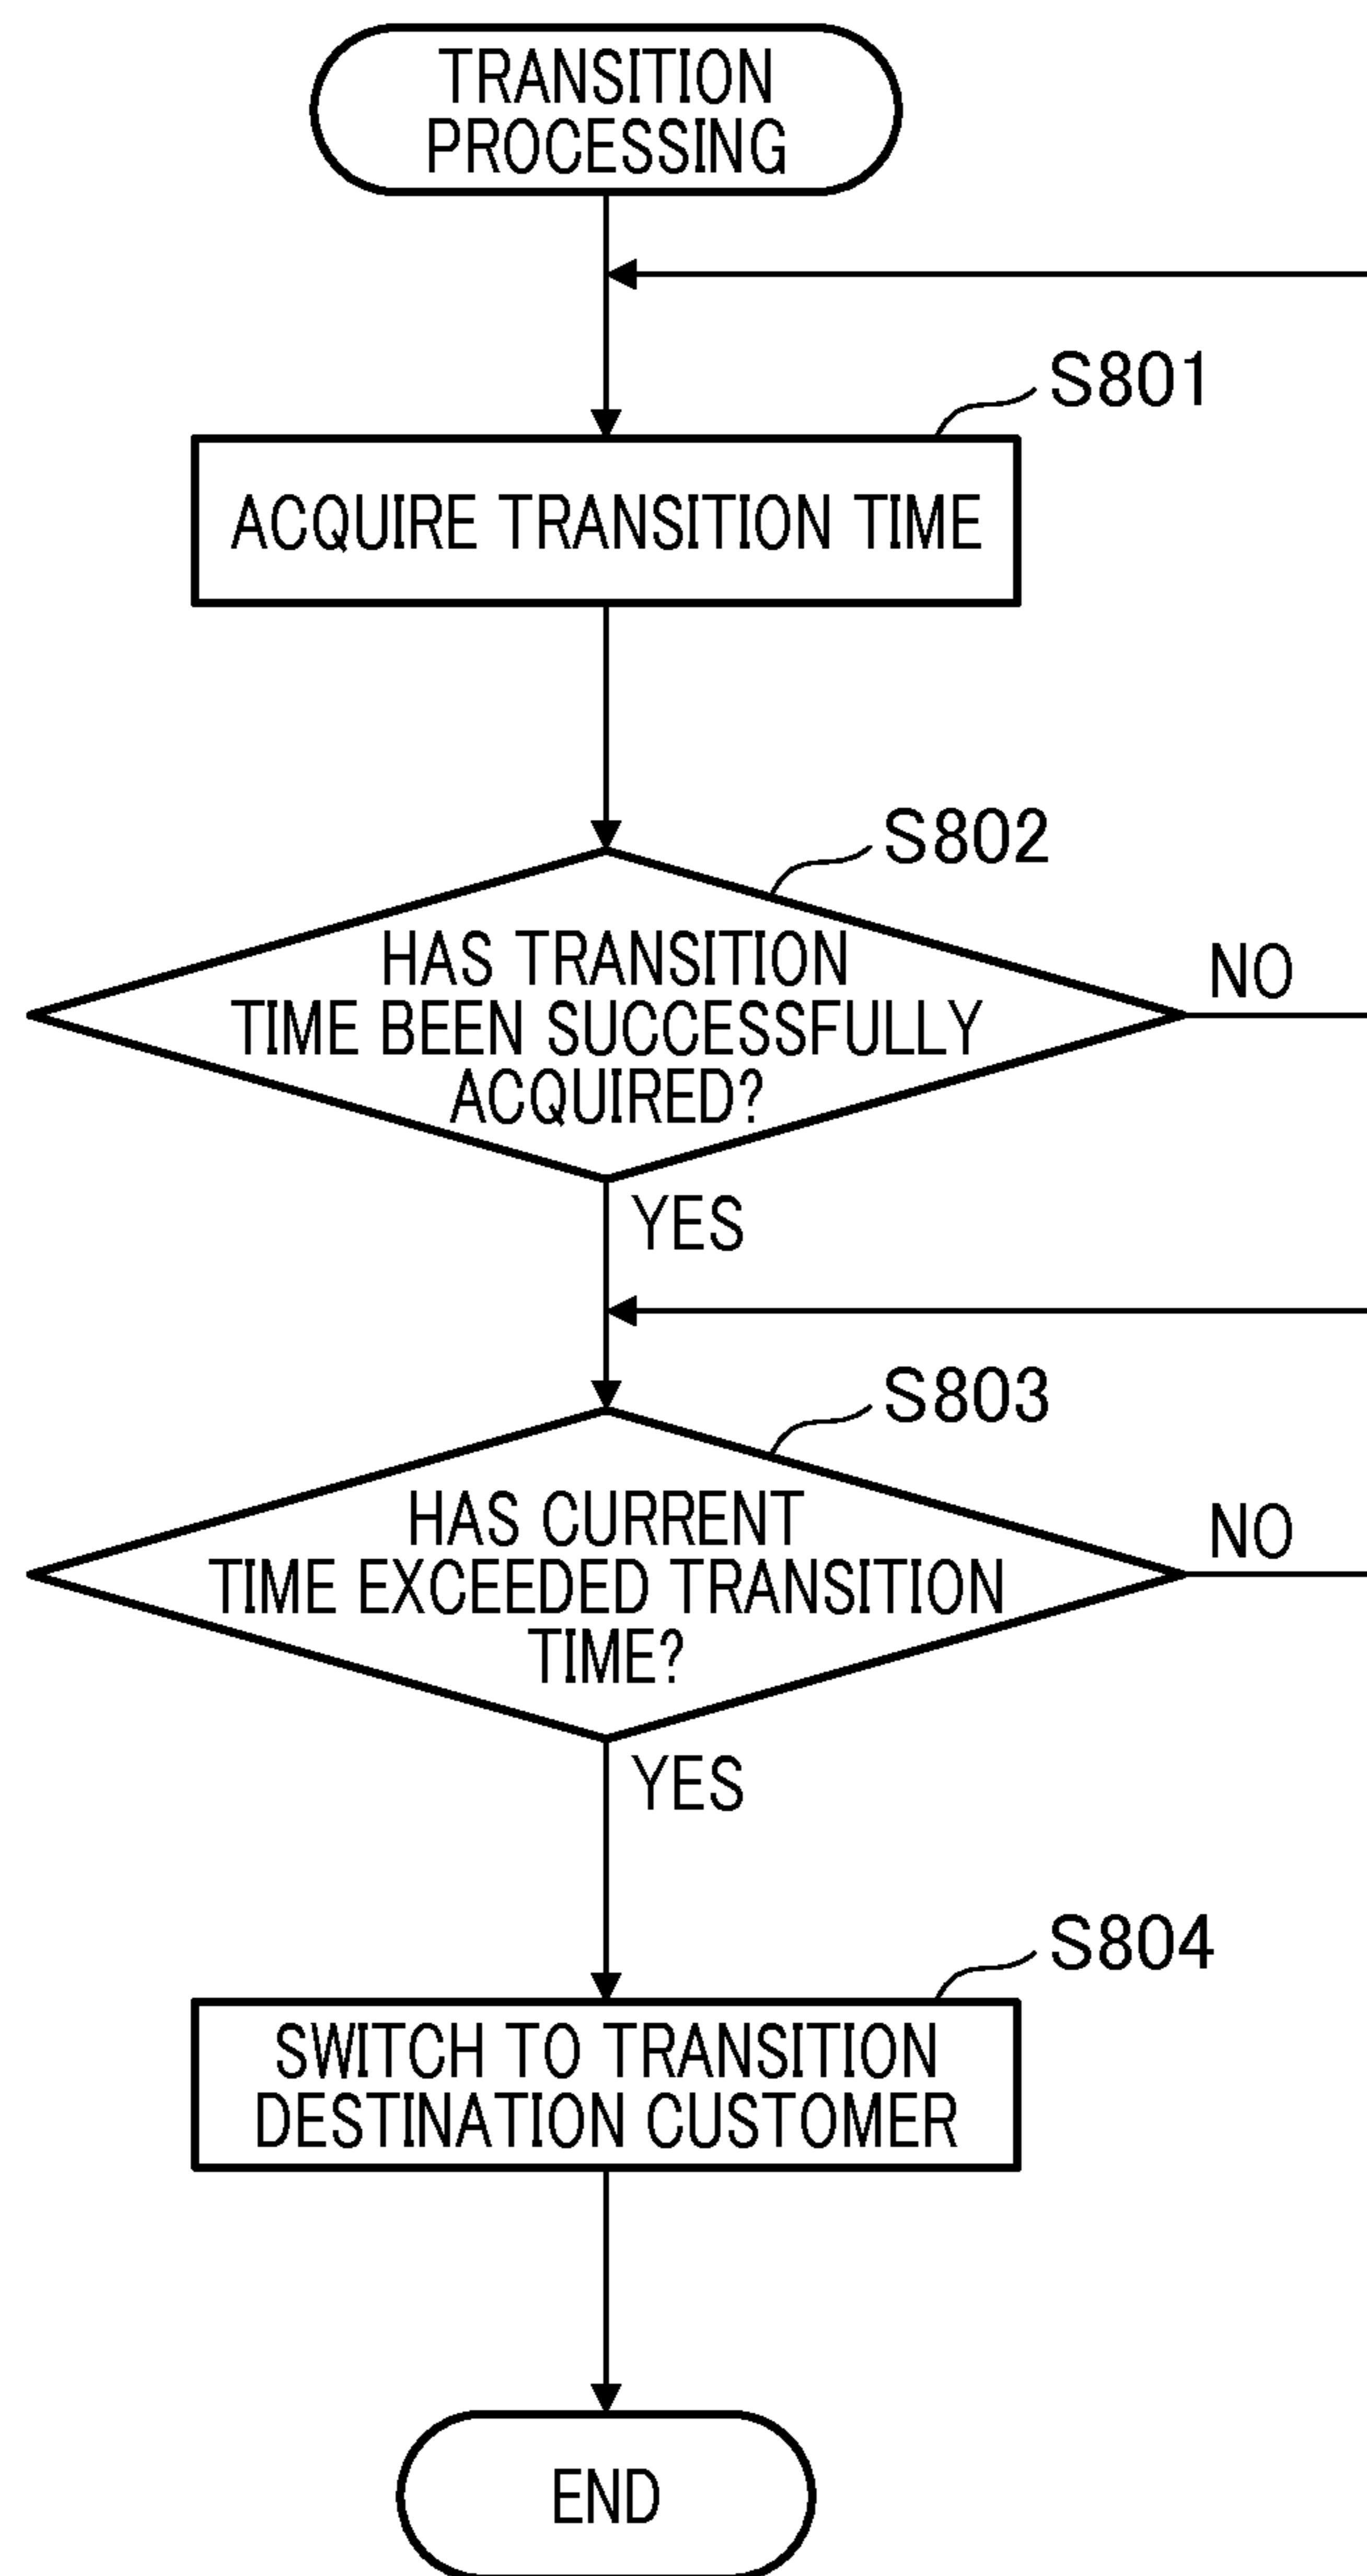 TRANSITION
PROCESSING
S801
ACQUIRE TRANSITION TIME
S802
HAS TRANSITION
TIME BEEN SUCCESSFULLY
ACQUIRED?
NO
YES
S803
HAS CURRENT
TIME EXCEEDED TRANSITION
TIME?
NO
YES
S804
SWITCH TO TRANSITION
DESTINATION CUSTOMER
END